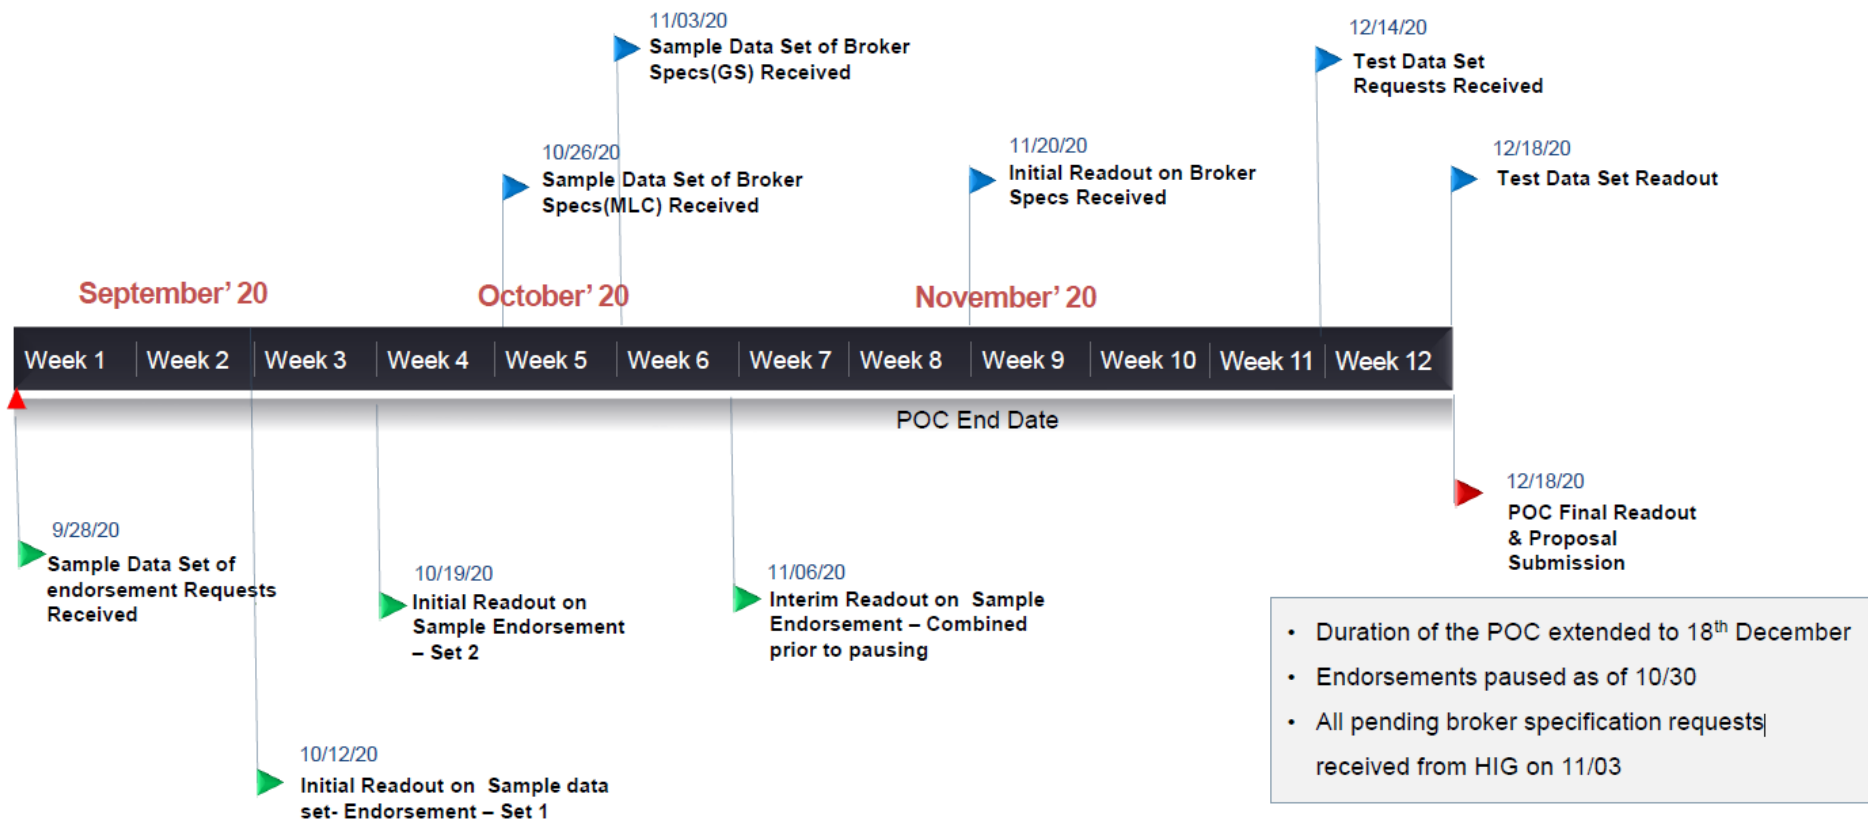 11/03/20
Sample Data Set of Broker
Specs(GS) Received
12/14/20
Test Data Set
Requests Received
10/26/20
Sample Data Set of Broker
Specs(MLC) Received
11/20/20
Initial Readout on Broker
Specs Received
12/18/20
Test Data Set Readout
September’ 20
October’ 20
November’ 20
Week 1
Week 2
Week 3
Week 4
Week 5
Week 6
Week 7
Week 8
Week 9
Week 10
Week 11
Week 12
POC End Date
9/28/20
Sample Data Set of
endorsement Requests
Received
10/12/20
Initial Readout on Sample data
set- Endorsement – Set 1
10/19/20
Initial Readout on
Sample Endorsement
– Set 2
11/06/20
Interim Readout on Sample
Endorsement – Combined
prior to pausing
12/18/20
POC Final Readout
& Proposal
Submission
• Duration of the POC extended to 18th December
• Endorsements paused as of 10/30
• All pending broker specification requests
received from HIG on 11/03